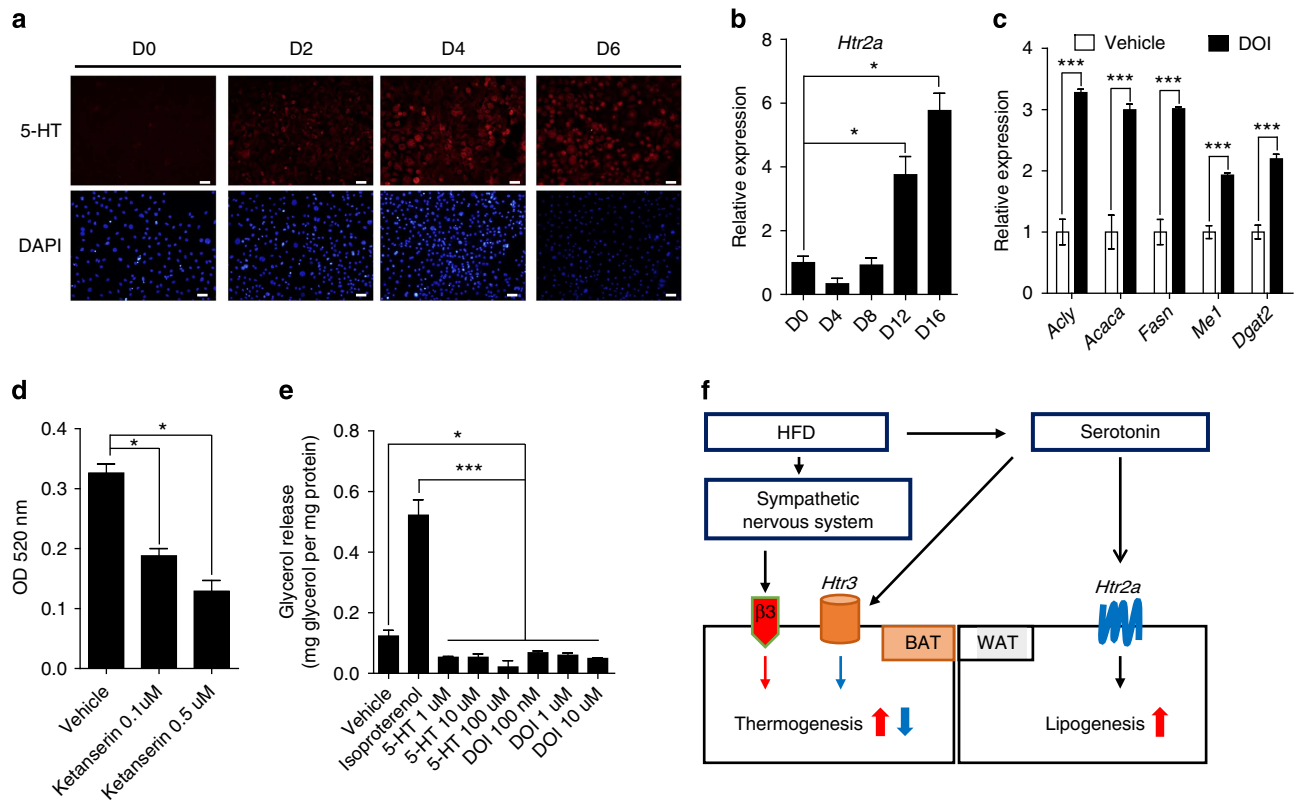 a
D0
D2
D4
D6
5-HT
DAPI
b
Htr2a
Relative expression
8
6
4
2
0
*
*
D0
D4
D8
D12
D16
c
Vehicle
DOI
Relative expression
4
3
2
1
0
***
***
***
***
***
Acly
Acaca
Fasn
Me1
Dgat2
d
OD 520 nm
0.4
0.3
0.2
0.1
0.0
*
*
Vehicle
Ketanserin 0.1uM
Ketanserin 0.5 uM
e
Glycerol release
(mg glycerol per mg protein)
0.8
0.6
0.4
0.2
0.0
*
***
Vehicle
Isoproterenol
5-HT 1 uM
5-HT 10 uM
5-HT 100 uM
DOI 100 nM
DOI 1 uM
DOI 10 uM
f
HFD
Serotonin
Sympathetic
nervous system
Htr3
Htr2a
β3
BAT
WAT
Thermogenesis
Lipogenesis